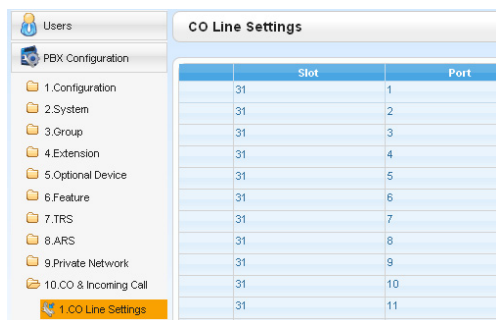 Users
PBX Configuration
1.Configuration
2.System
3.Group
4.Extension
5.Optional Device
6.Feature
7.TRS
8.ARS
9.Private Network
10.CO & Incoming Call
1.CO Line Settings
CO Line Settings
Slot Port
31 1
31 2
31 3
31 4
31 5
31 6
31 7
31 8
31 9
31 10
31 11